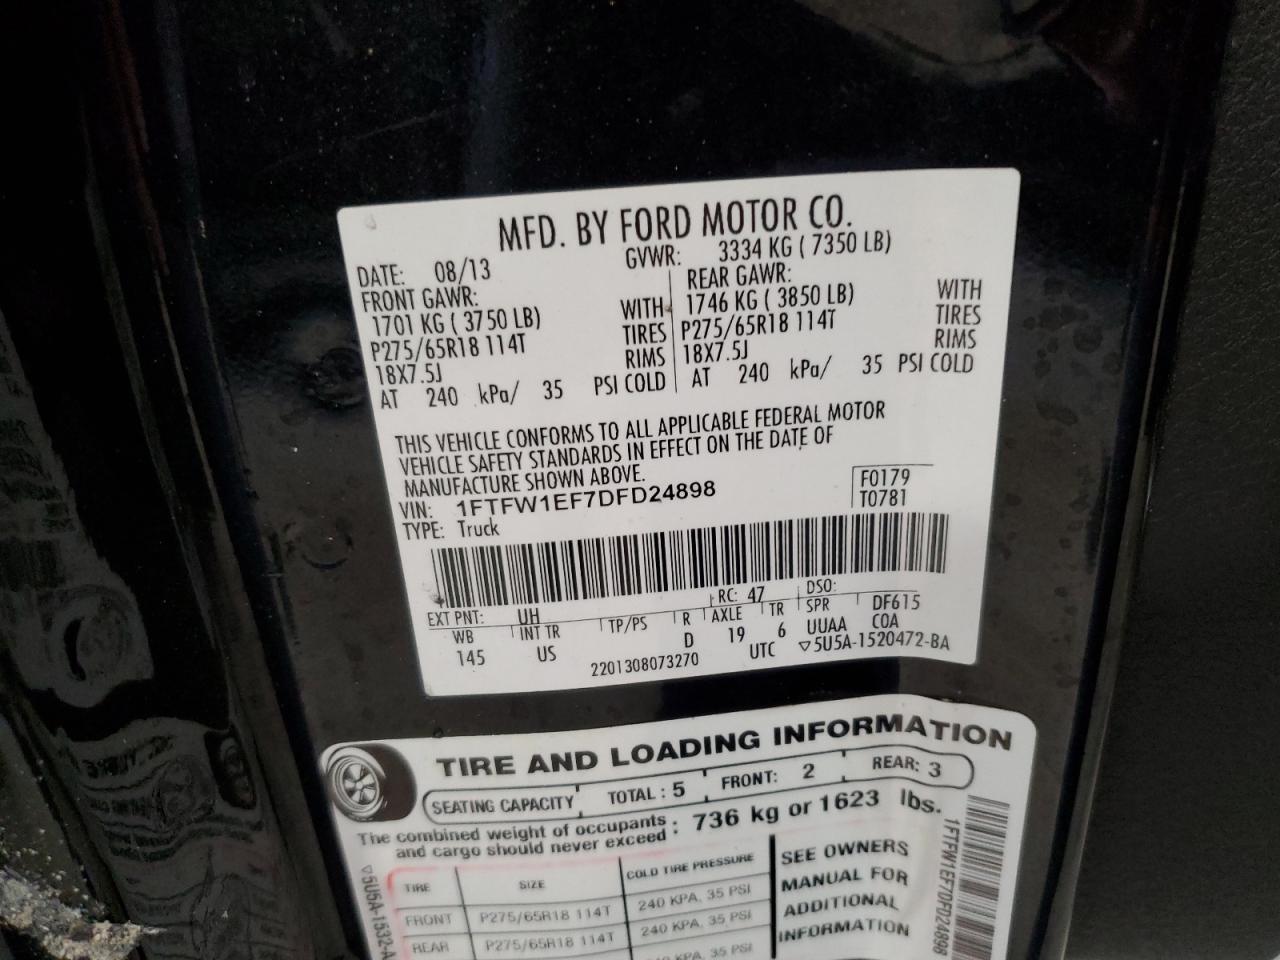 MFD. BY FORD MOTOR CO.
DATE: 08/13 GVWR: 3334 KG ( 7350 LB)
FRONT GAWR: REAR GAWR:
1701 KG ( 3750 LB) WITH 1746 KG ( 3850 LB) WITH
P275/65R18 114T TIRES P275/65R18 114T TIRES
18X7.5J RIMS 18X7.5J RIMS
AT 240 kPa/ 35 PSI COLD AT 240 kPa/ 35 PSI COLD
THIS VEHICLE CONFORMS TO ALL APPLICABLE FEDERAL MOTOR
VEHICLE SAFETY STANDARDS IN EFFECT ON THE DATE OF
MANUFACTURE SHOWN ABOVE.
VIN: 1FTFW1EF7DFD24898 F0179
TYPE: Truck T0781
EXT PNT: UH RC: 47 DSO:
WB INT TR TP/PS R AXLE TR SPR DF615
145 US D 19 6 UUAA COA
2201308073270 UTC ▽5U5A-1520472-BA
TIRE AND LOADING INFORMATION
SEATING CAPACITY TOTAL : 5 FRONT: 2 REAR: 3
The combined weight of occupants
and cargo should never exceed : 736 kg or 1623 lbs.
TIRE SIZE COLD TIRE PRESSURE
FRONT P275/65R18 114T 240 KPA, 35 PSI
REAR P275/65R18 114T 240 KPA, 35 PSI
KPA, 35 PSI
SEE OWNERS
MANUAL FOR
ADDITIONAL
INFORMATION
1FTFW1EF7DFD24898
▽5U5A-1532-A